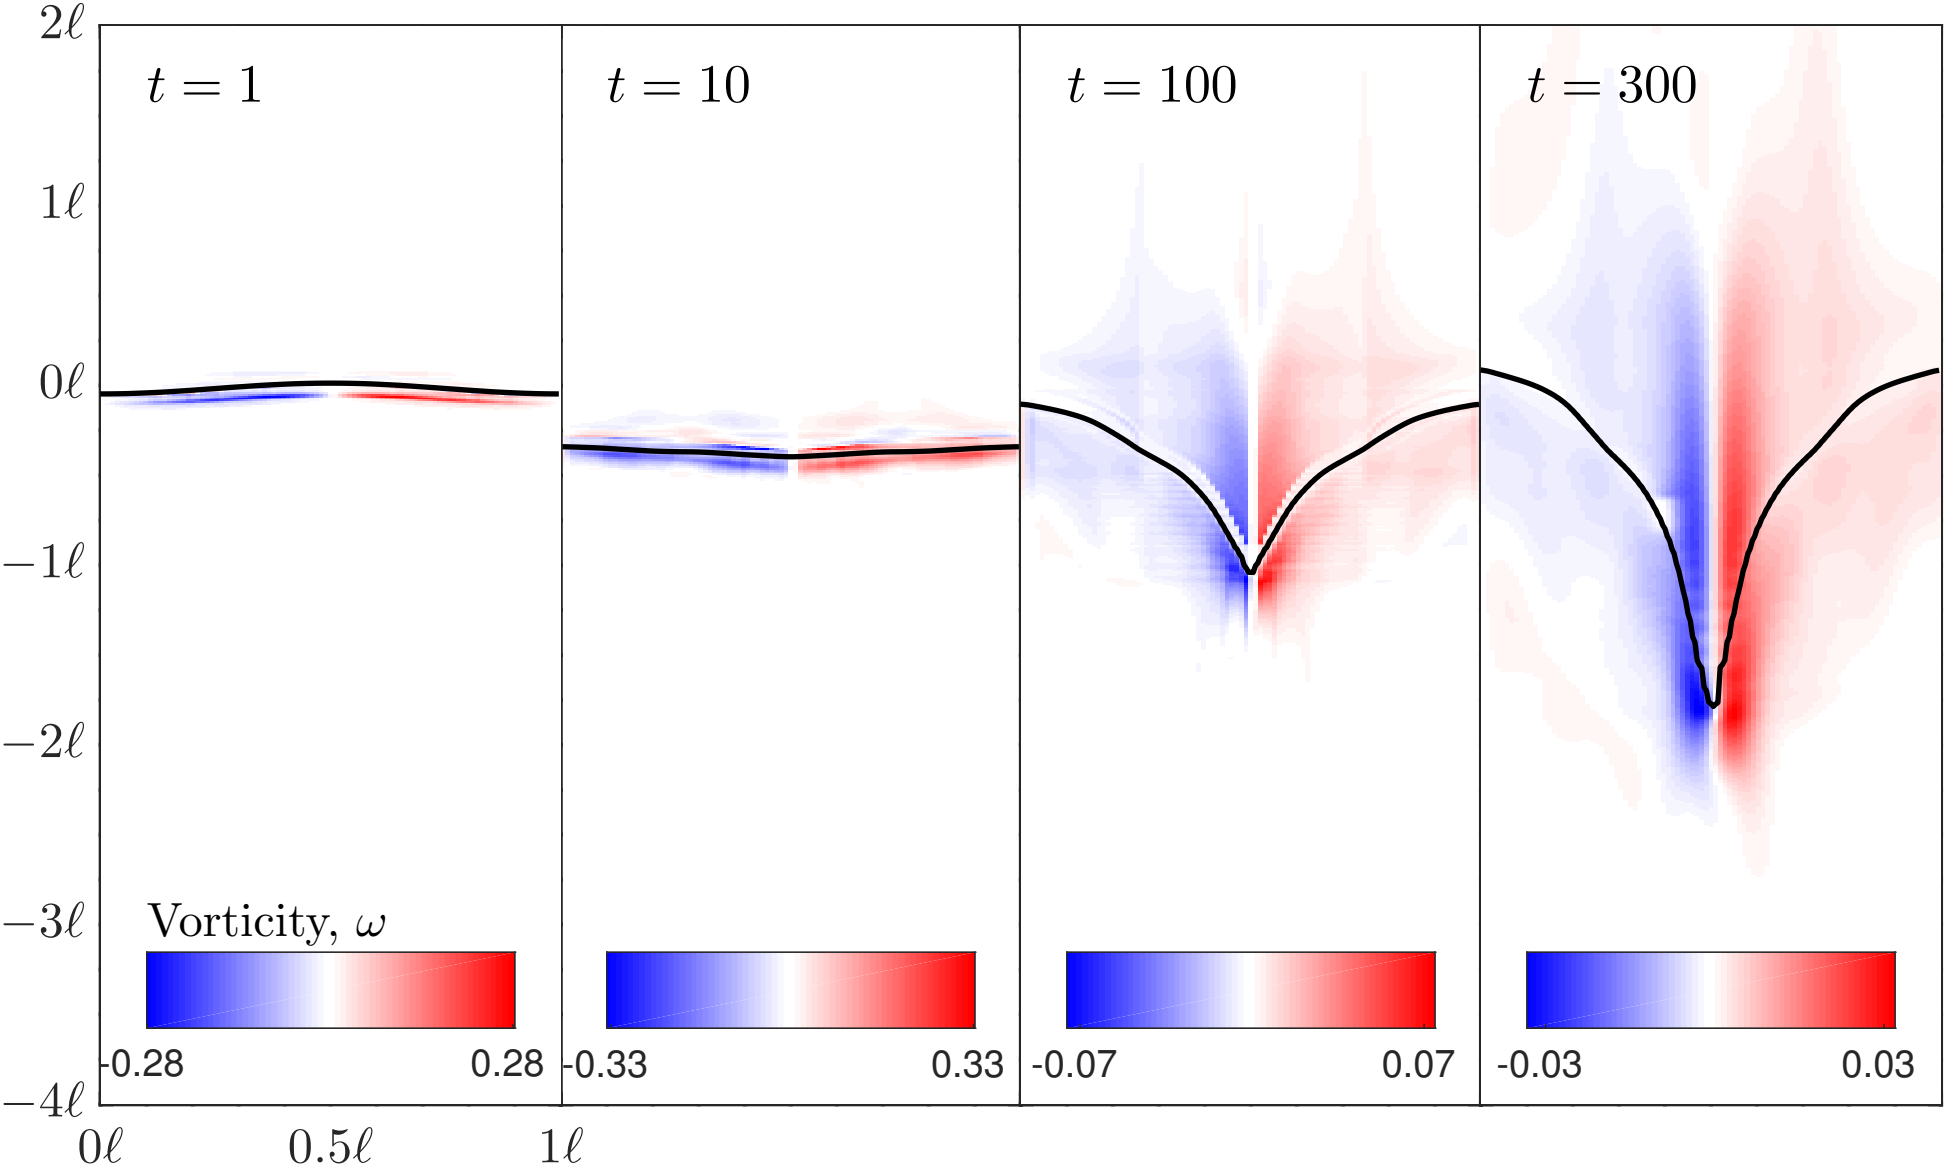 2ℓ
1ℓ
0ℓ
−1ℓ
−2ℓ
−3ℓ
−4ℓ
t = 1
t = 10
t = 100
t = 300
Vorticity, ω
-0.28 0.28
-0.33 0.33
-0.07 0.07
-0.03 0.03
0ℓ 0.5ℓ 1ℓ